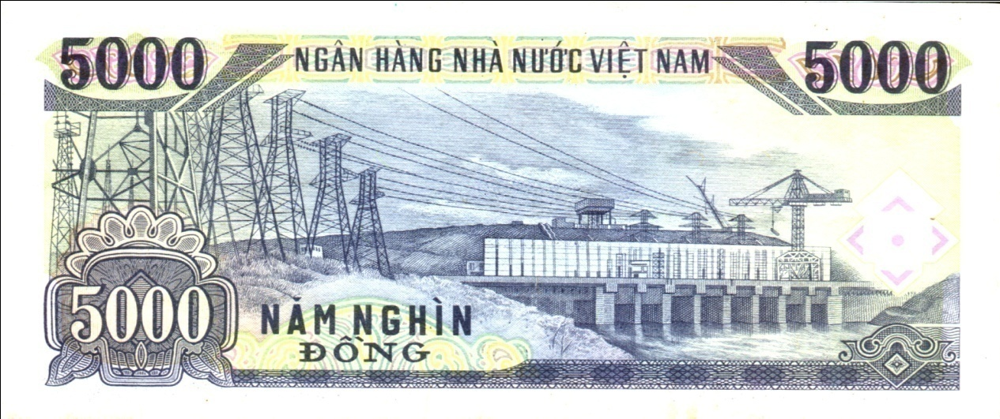 5000 NGÂN HÀNG NHÀ NƯỚC VIỆT NAM 5000
5000
NĂM NGHÌN
ĐỒNG